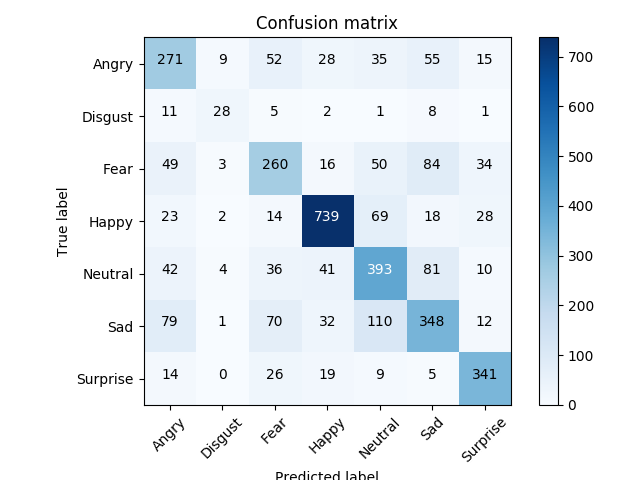 Confusion matrix
True label
Angry 271 9 52 28 35 55 15
Disgust 11 28 5 2 1 8 1
Fear 49 3 260 16 50 84 34
Happy 23 2 14 739 69 18 28
Neutral 42 4 36 41 393 81 10
Sad 79 1 70 32 110 348 12
Surprise 14 0 26 19 9 5 341
Angry Disgust Fear Happy Neutral Sad Surprise
Predicted label
700
600
500
400
300
200
100
0